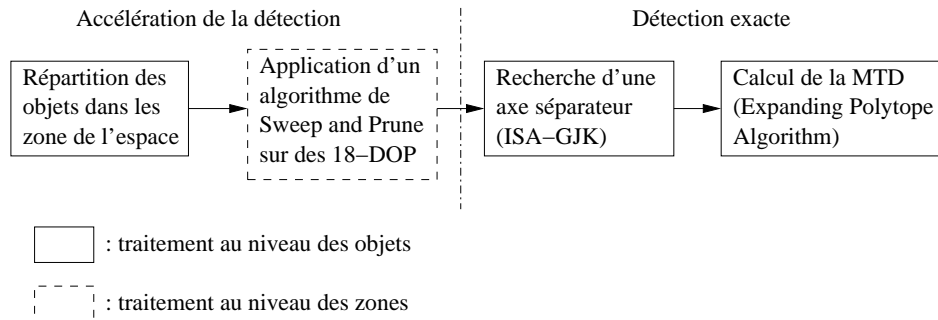 Accélération de la détection
Détection exacte
Répartition des
objets dans les
zone de l'espace
Application d'un
algorithme de
Sweep and Prune
sur des 18–DOP
Recherche d'une
axe séparateur
(ISA–GJK)
Calcul de la MTD
(Expanding Polytope
Algorithm)
: traitement au niveau des objets
: traitement au niveau des zones